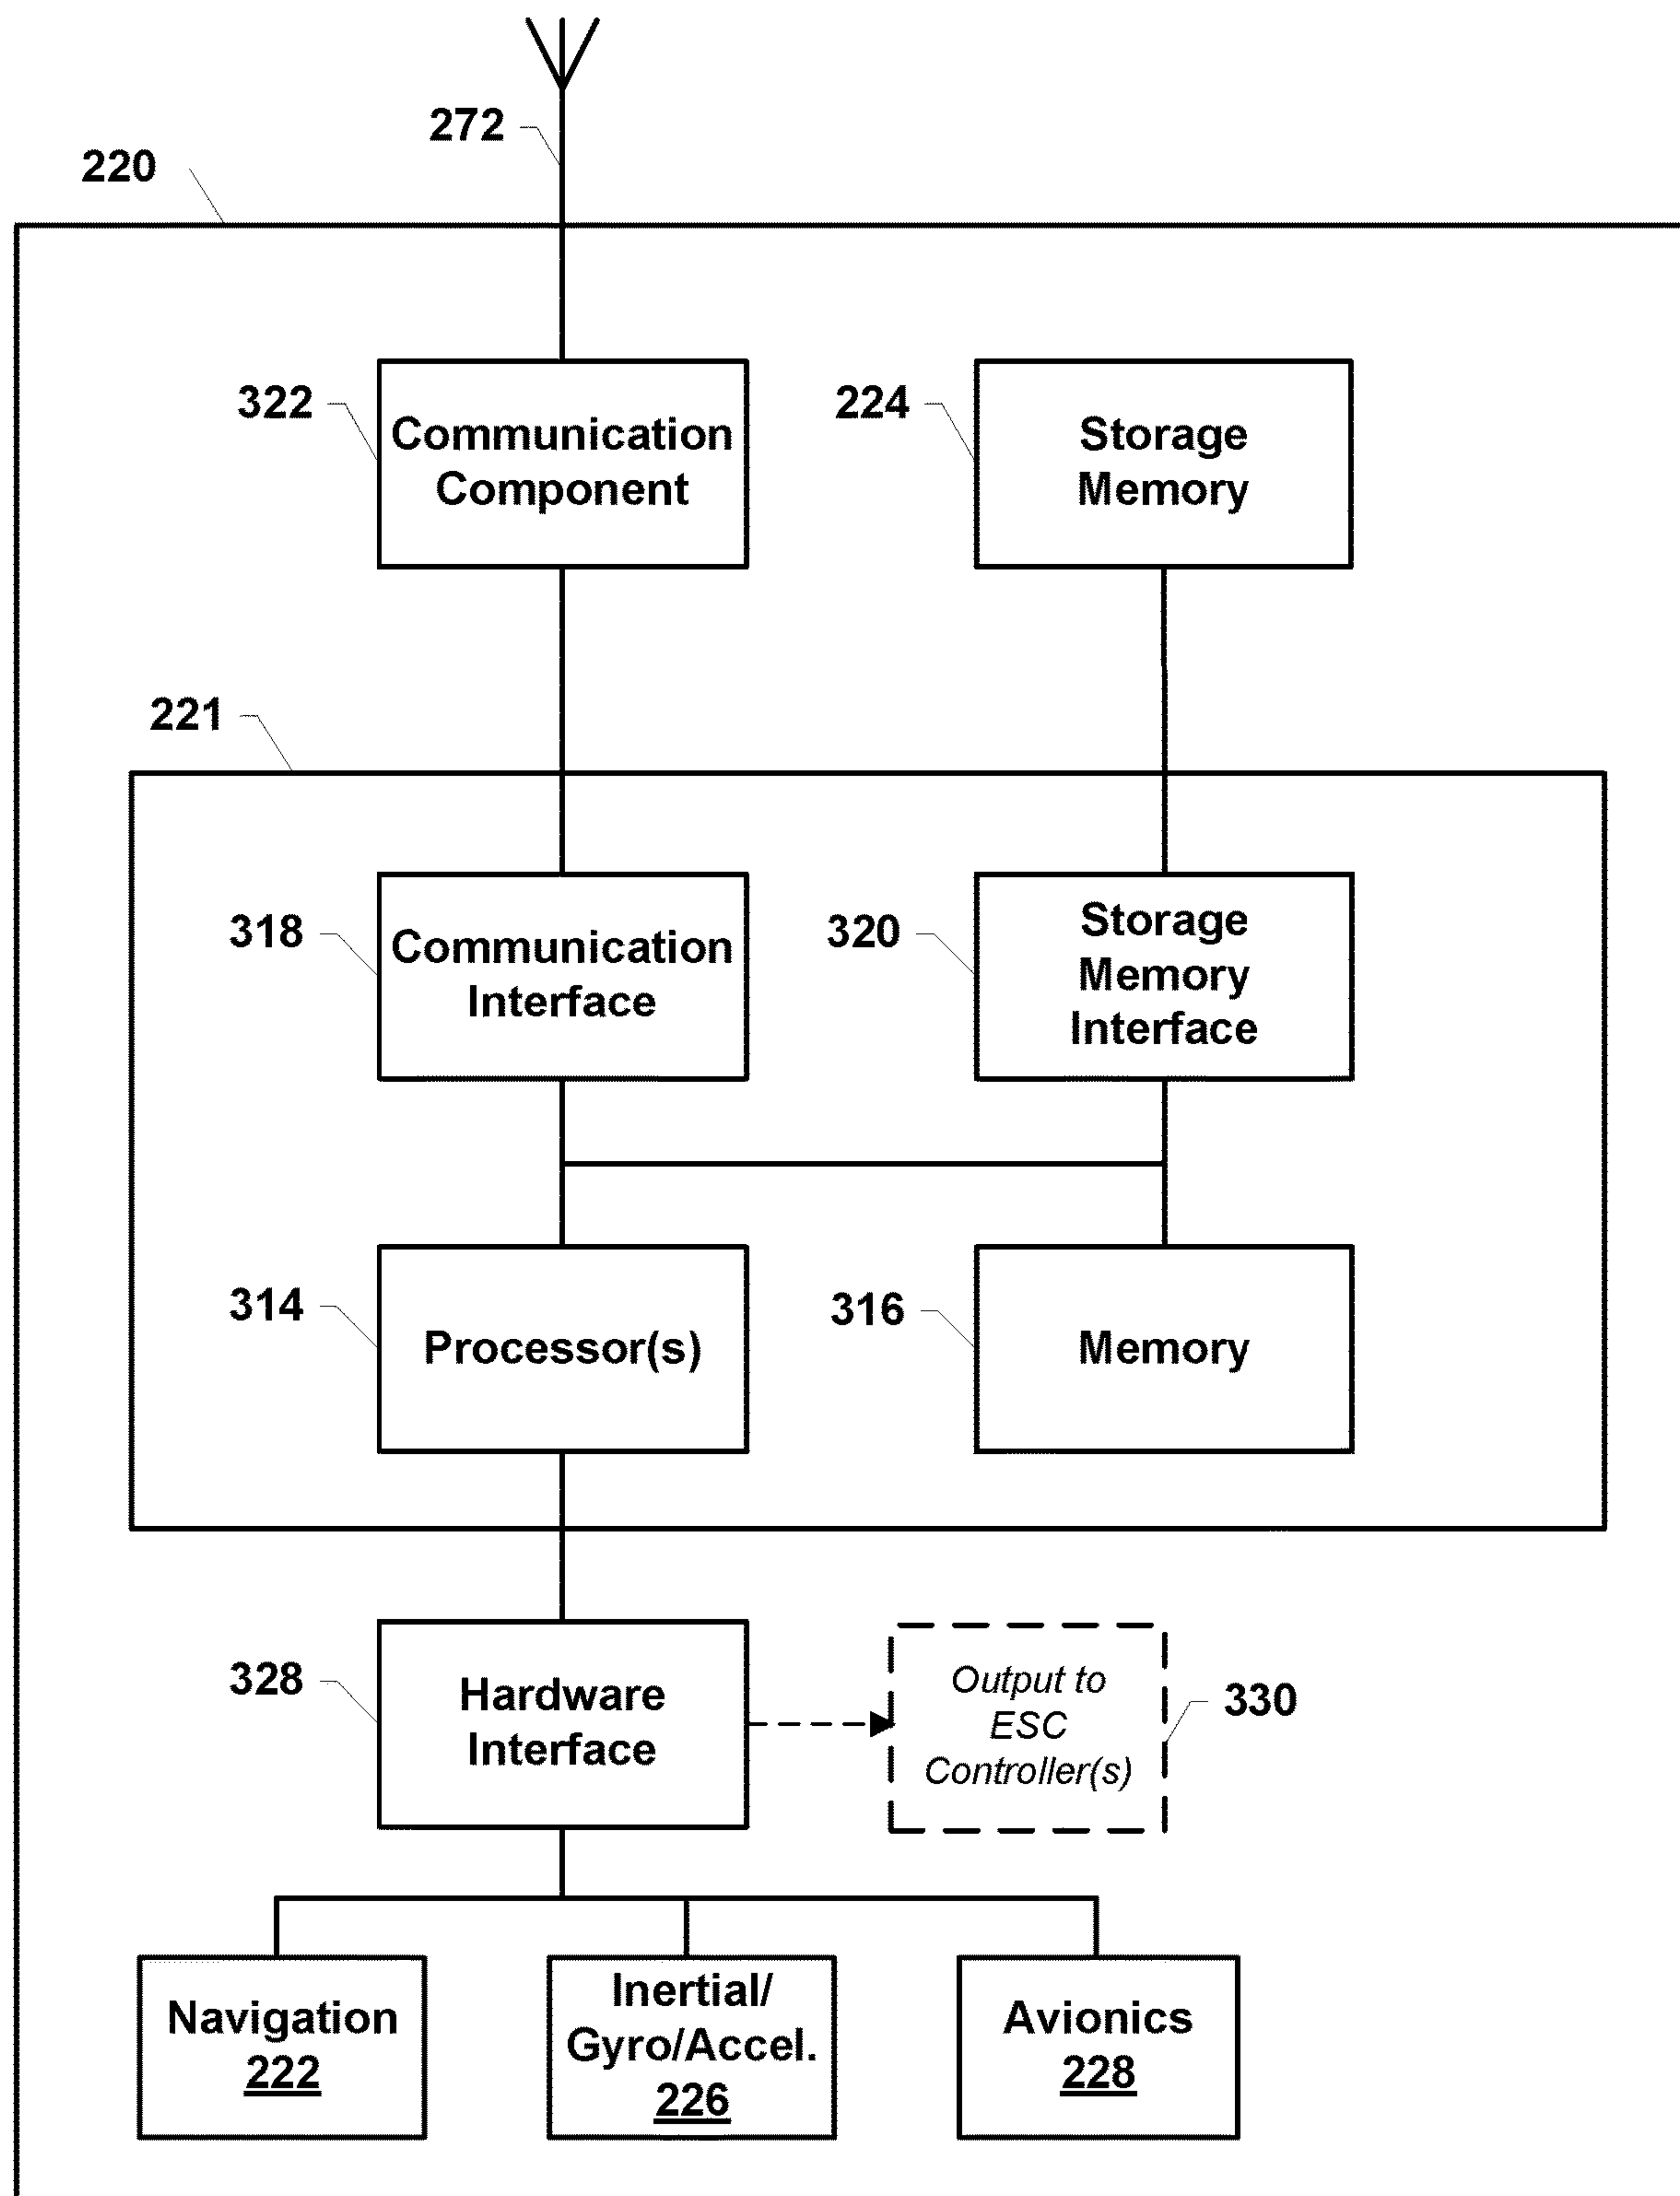 272
220
322
Communication
Component
224
Storage
Memory
221
318
Communication
Interface
320
Storage
Memory
Interface
314
Processor(s)
316
Memory
328
Hardware
Interface
Output to
ESC
Controller(s)
330
Navigation
222
Inertial/
Gyro/Accel.
226
Avionics
228